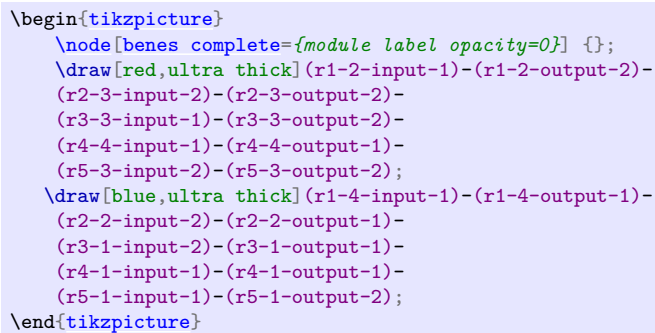 \begin{tikzpicture}
    \node[benes complete={module label opacity=0}] {};
    \draw[red,ultra thick](r1-2-input-1)-(r1-2-output-2)-
    (r2-3-input-2)-(r2-3-output-2)-
    (r3-3-input-1)-(r3-3-output-2)-
    (r4-4-input-1)-(r4-4-output-1)-
    (r5-3-input-2)-(r5-3-output-2);
   \draw[blue,ultra thick](r1-4-input-1)-(r1-4-output-1)-
    (r2-2-input-2)-(r2-2-output-1)-
    (r3-1-input-2)-(r3-1-output-1)-
    (r4-1-input-1)-(r4-1-output-1)-
    (r5-1-input-1)-(r5-1-output-2);
\end{tikzpicture}